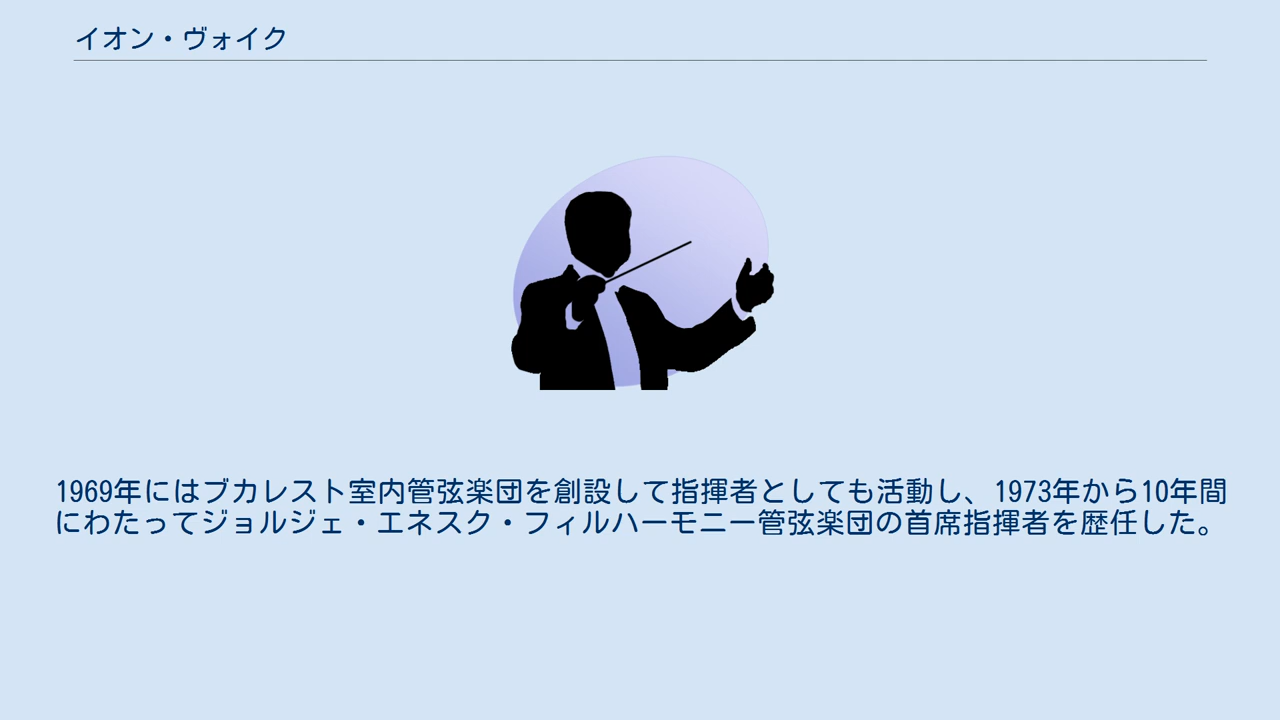 イオン・ヴォイク
1969年にはブカレスト室内管弦楽団を創設して指揮者としても活動し、1973年から10年間
にわたってジョルジェ・エネスク・フィルハーモニー管弦楽団の首席指揮者を歴任した。